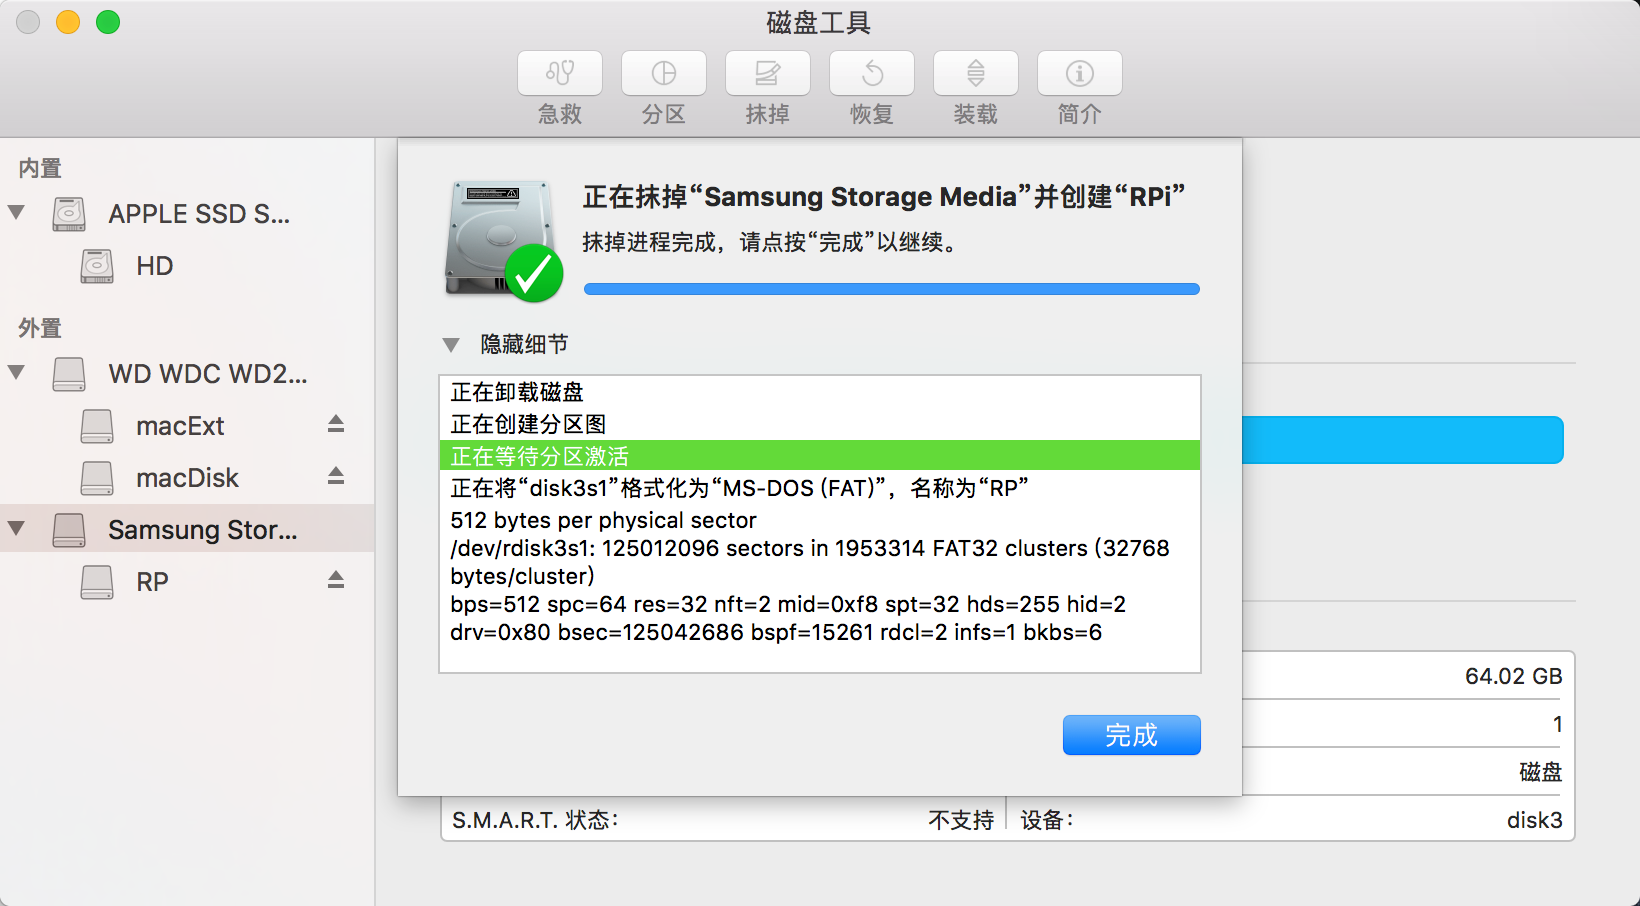 磁盘工具
急救
分区
抹掉
恢复
装载
简介
内置
APPLE SSD S...
HD
外置
WD WDC WD2...
macExt
macDisk
Samsung Stor...
RP
正在抹掉“Samsung Storage Media”并创建“RPi”
抹掉进程完成，请点按“完成”以继续。
隐藏细节
正在卸载磁盘
正在创建分区图
正在等待分区激活
正在将“disk3s1”格式化为“MS-DOS (FAT)”，名称为“RP”
512 bytes per physical sector
/dev/rdisk3s1: 125012096 sectors in 1953314 FAT32 clusters (32768
bytes/cluster)
bps=512 spc=64 res=32 nft=2 mid=0xf8 spt=32 hds=255 hid=2
drv=0x80 bsec=125042686 bspf=15261 rdcl=2 infs=1 bkbs=6
完成
64.02 GB
1
磁盘
S.M.A.R.T. 状态：
不支持
设备：
disk3